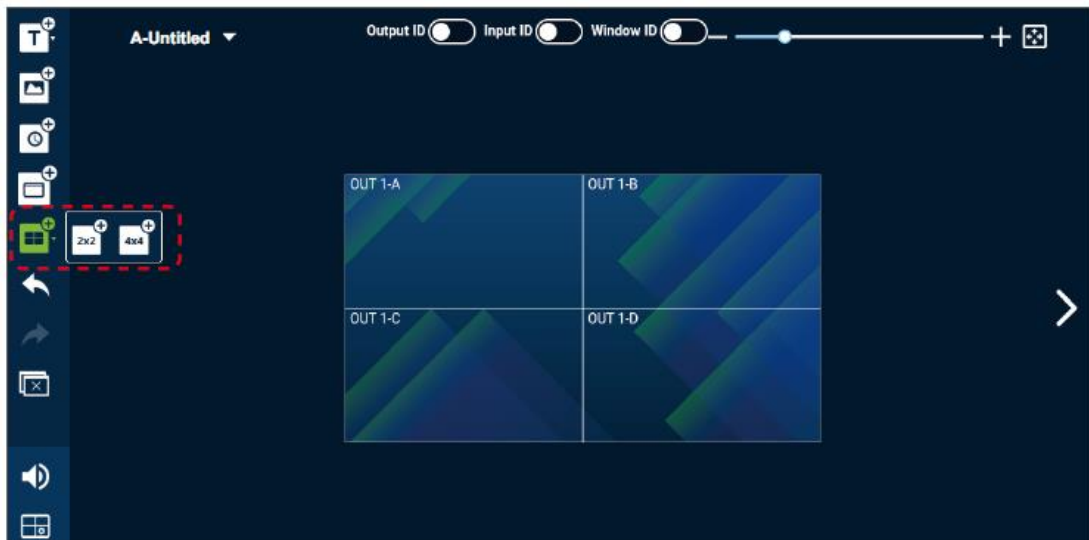 T
A-Untitled
Output ID Input ID Window ID
OUT 1-A OUT 1-B
2x2 4x4
OUT 1-C OUT 1-D